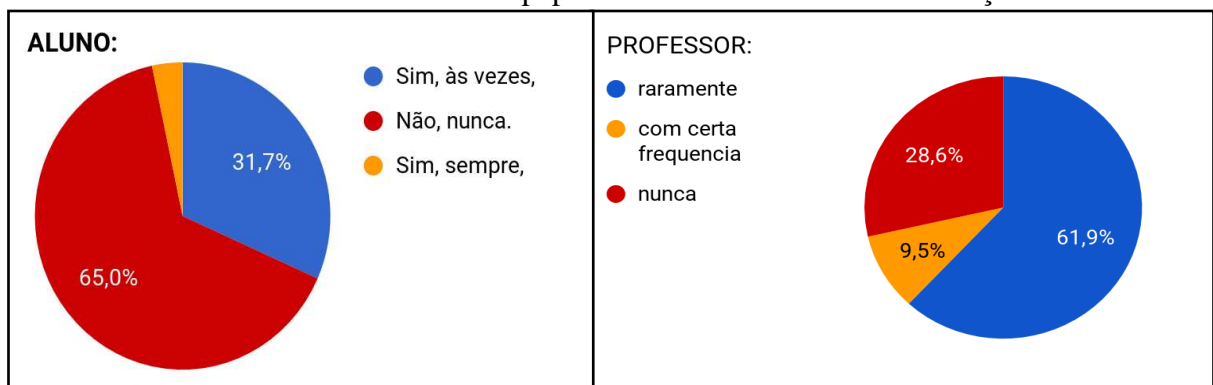 ALUNO:
Sim, às vezes,
Não, nunca.
Sim, sempre,
31,7%
65,0%
PROFESSOR:
raramente
com certa
frequencia
nunca
28,6%
9,5%
61,9%